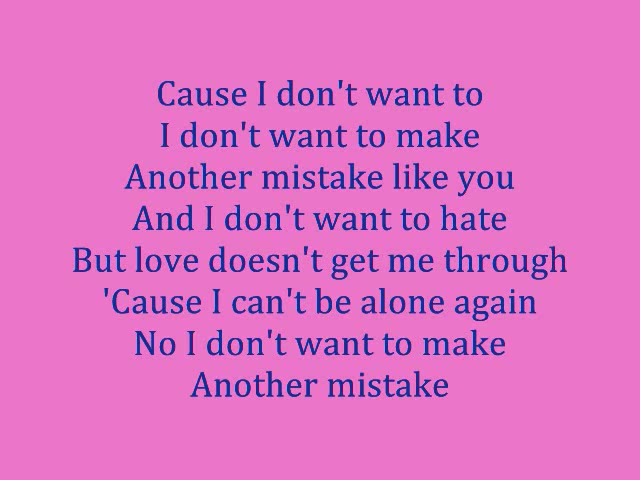 Cause I don't want to
I don't want to make
Another mistake like you
And I don't want to hate
But love doesn't get me through
'Cause I can't be alone again
No I don't want to make
Another mistake